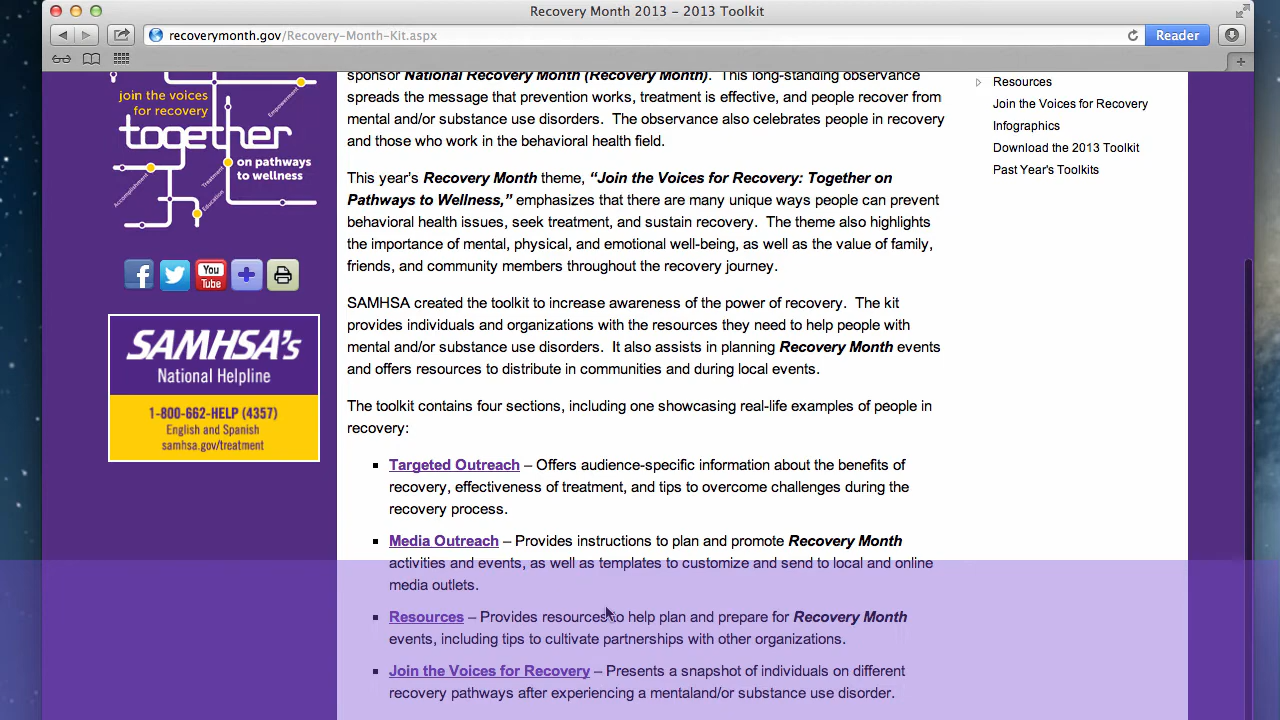 Recovery Month 2013 – 2013 Toolkit
recoverymonth.gov/Recovery-Month-Kit.aspx
Reader
join the voices
for recovery
together
on pathways
to wellness
Empowerment
Accomplishment
Treatment
Education
SAMHSA's
National Helpline
1-800-662-HELP (4357)
English and Spanish
samhsa.gov/treatment
You
Tube
sponsor National Recovery Month (Recovery Month).  This long-standing observance
spreads the message that prevention works, treatment is effective, and people recover from
mental and/or substance use disorders.  The observance also celebrates people in recovery
and those who work in the behavioral health field.
This year's Recovery Month theme, “Join the Voices for Recovery: Together on
Pathways to Wellness,” emphasizes that there are many unique ways people can prevent
behavioral health issues, seek treatment, and sustain recovery.  The theme also highlights
the importance of mental, physical, and emotional well-being, as well as the value of family,
friends, and community members throughout the recovery journey.
SAMHSA created the toolkit to increase awareness of the power of recovery.  The kit
provides individuals and organizations with the resources they need to help people with
mental and/or substance use disorders.  It also assists in planning Recovery Month events
and offers resources to distribute in communities and during local events.
The toolkit contains four sections, including one showcasing real-life examples of people in
recovery:
Targeted Outreach – Offers audience-specific information about the benefits of
recovery, effectiveness of treatment, and tips to overcome challenges during the
recovery process.
Media Outreach – Provides instructions to plan and promote Recovery Month
activities and events, as well as templates to customize and send to local and online
media outlets.
Resources – Provides resources to help plan and prepare for Recovery Month
events, including tips to cultivate partnerships with other organizations.
Join the Voices for Recovery – Presents a snapshot of individuals on different
recovery pathways after experiencing a mentaland/or substance use disorder.
Resources
Join the Voices for Recovery
Infographics
Download the 2013 Toolkit
Past Year's Toolkits